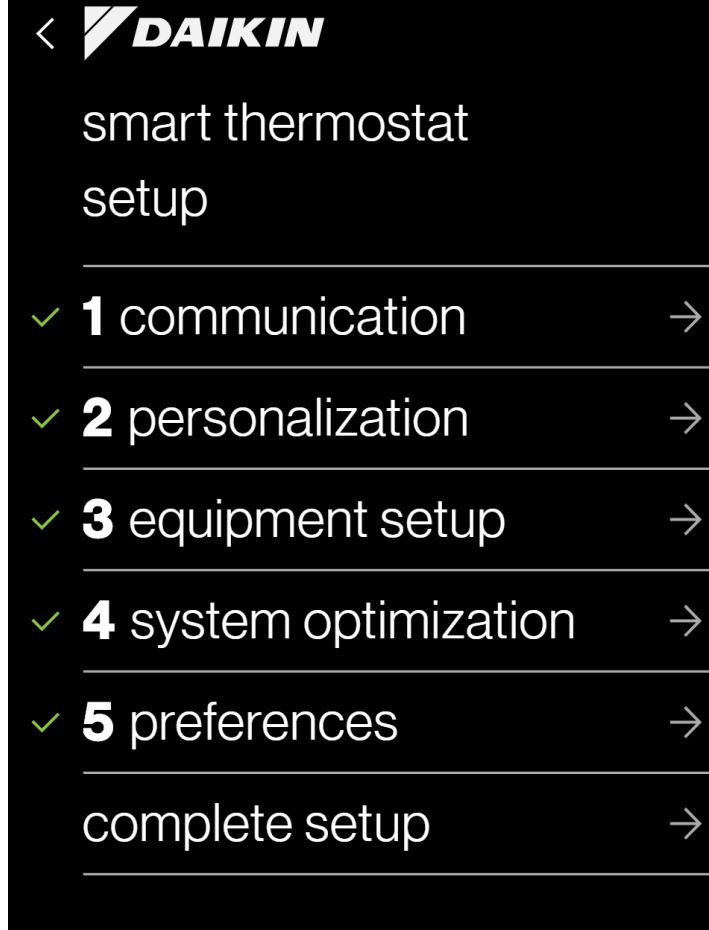 DAIKIN
smart thermostat
setup
1 communication
2 personalization
3 equipment setup
4 system optimization
5 preferences
complete setup